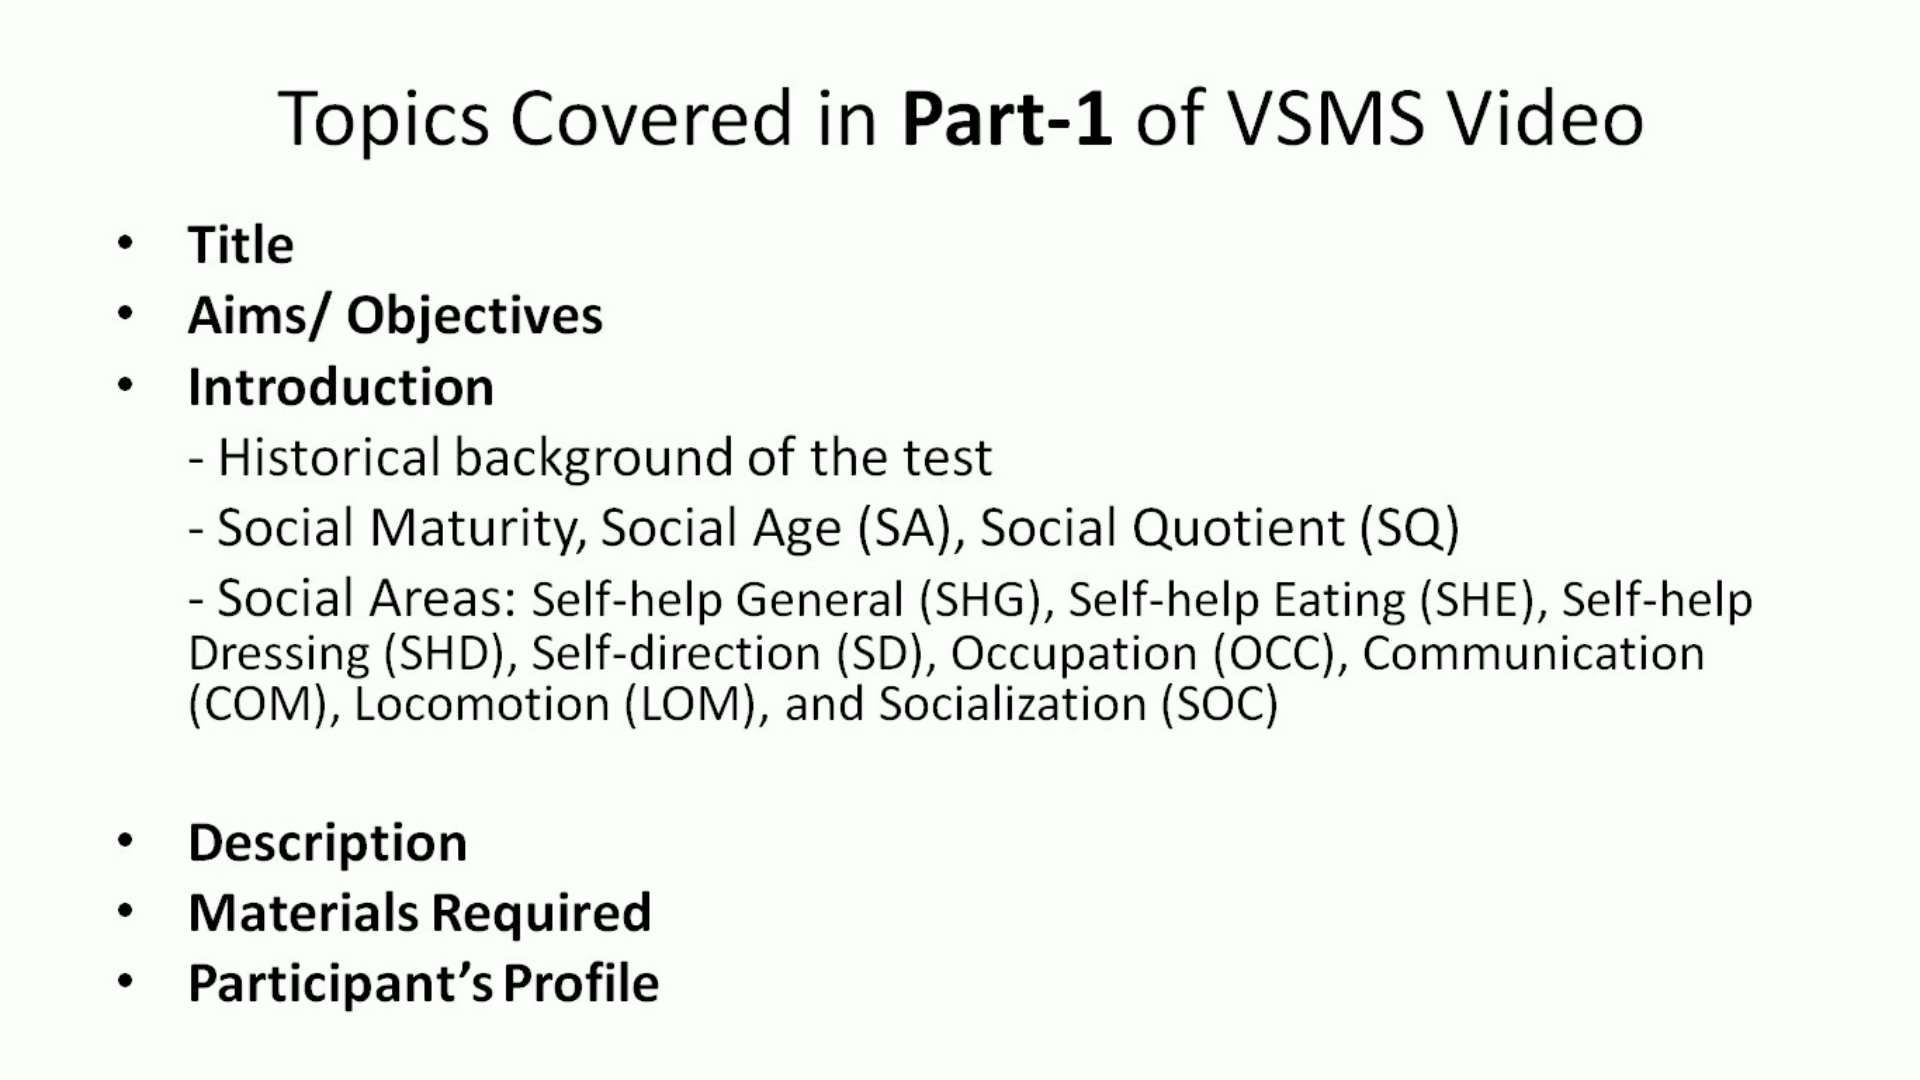 Topics Covered in Part-1 of VSMS Video
• Title
• Aims/ Objectives
• Introduction
- Historical background of the test
- Social Maturity, Social Age (SA), Social Quotient (SQ)
- Social Areas: Self-help General (SHG), Self-help Eating (SHE), Self-help
Dressing (SHD), Self-direction (SD), Occupation (OCC), Communication
(COM), Locomotion (LOM), and Socialization (SOC)
• Description
• Materials Required
• Participant’s Profile